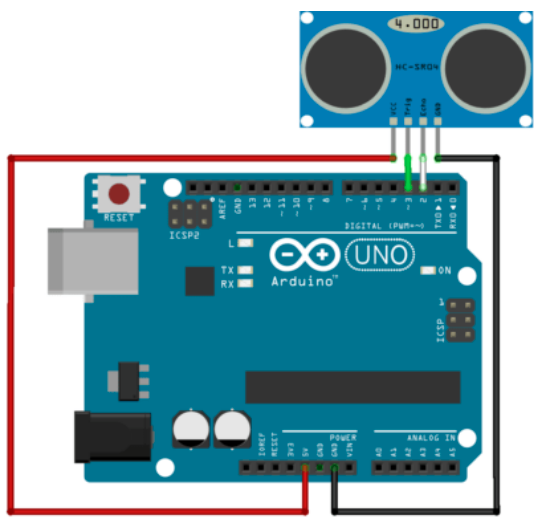 4.000
HC-SR04
VCC
Trig
Echo
GND
RESET
ICSP2
AREF
GND
13
12
~11
~10
~9
8
7
~6
~5
4
~3
2
TX0▶1
RX0◀0
DIGITAL (PWM=~)
L
TX
RX
UNO
Arduino™
ON
1
ICSP
POWER
ANALOG IN
IOREF
RESET
3V3
5V
GND
GND
VIN
A0
A1
A2
A3
A4
A5